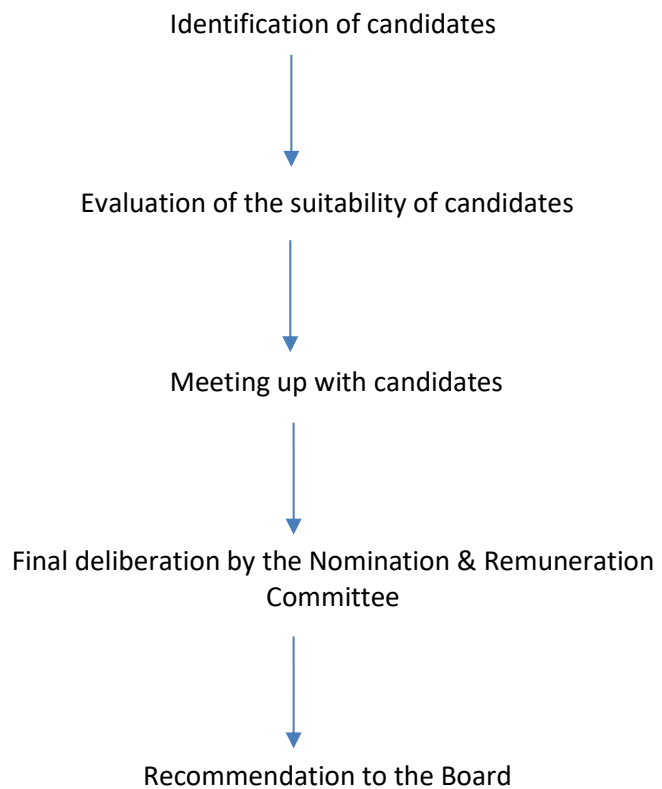 Identification of candidates
Evaluation of the suitability of candidates
Meeting up with candidates
Final deliberation by the Nomination & Remuneration
Committee
Recommendation to the Board